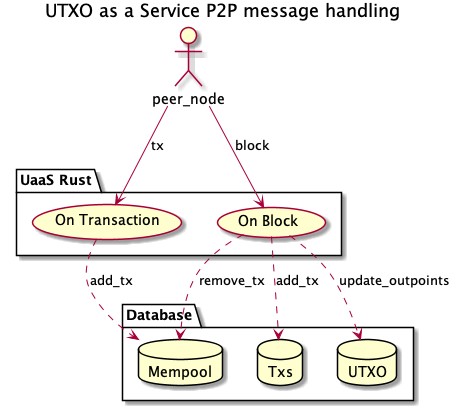 UTXO as a Service P2P message handling
peer_node
tx
block
UaaS Rust
On Transaction
On Block
add_tx
remove_tx
add_tx
update_outpoints
Database
Mempool
Txs
UTXO